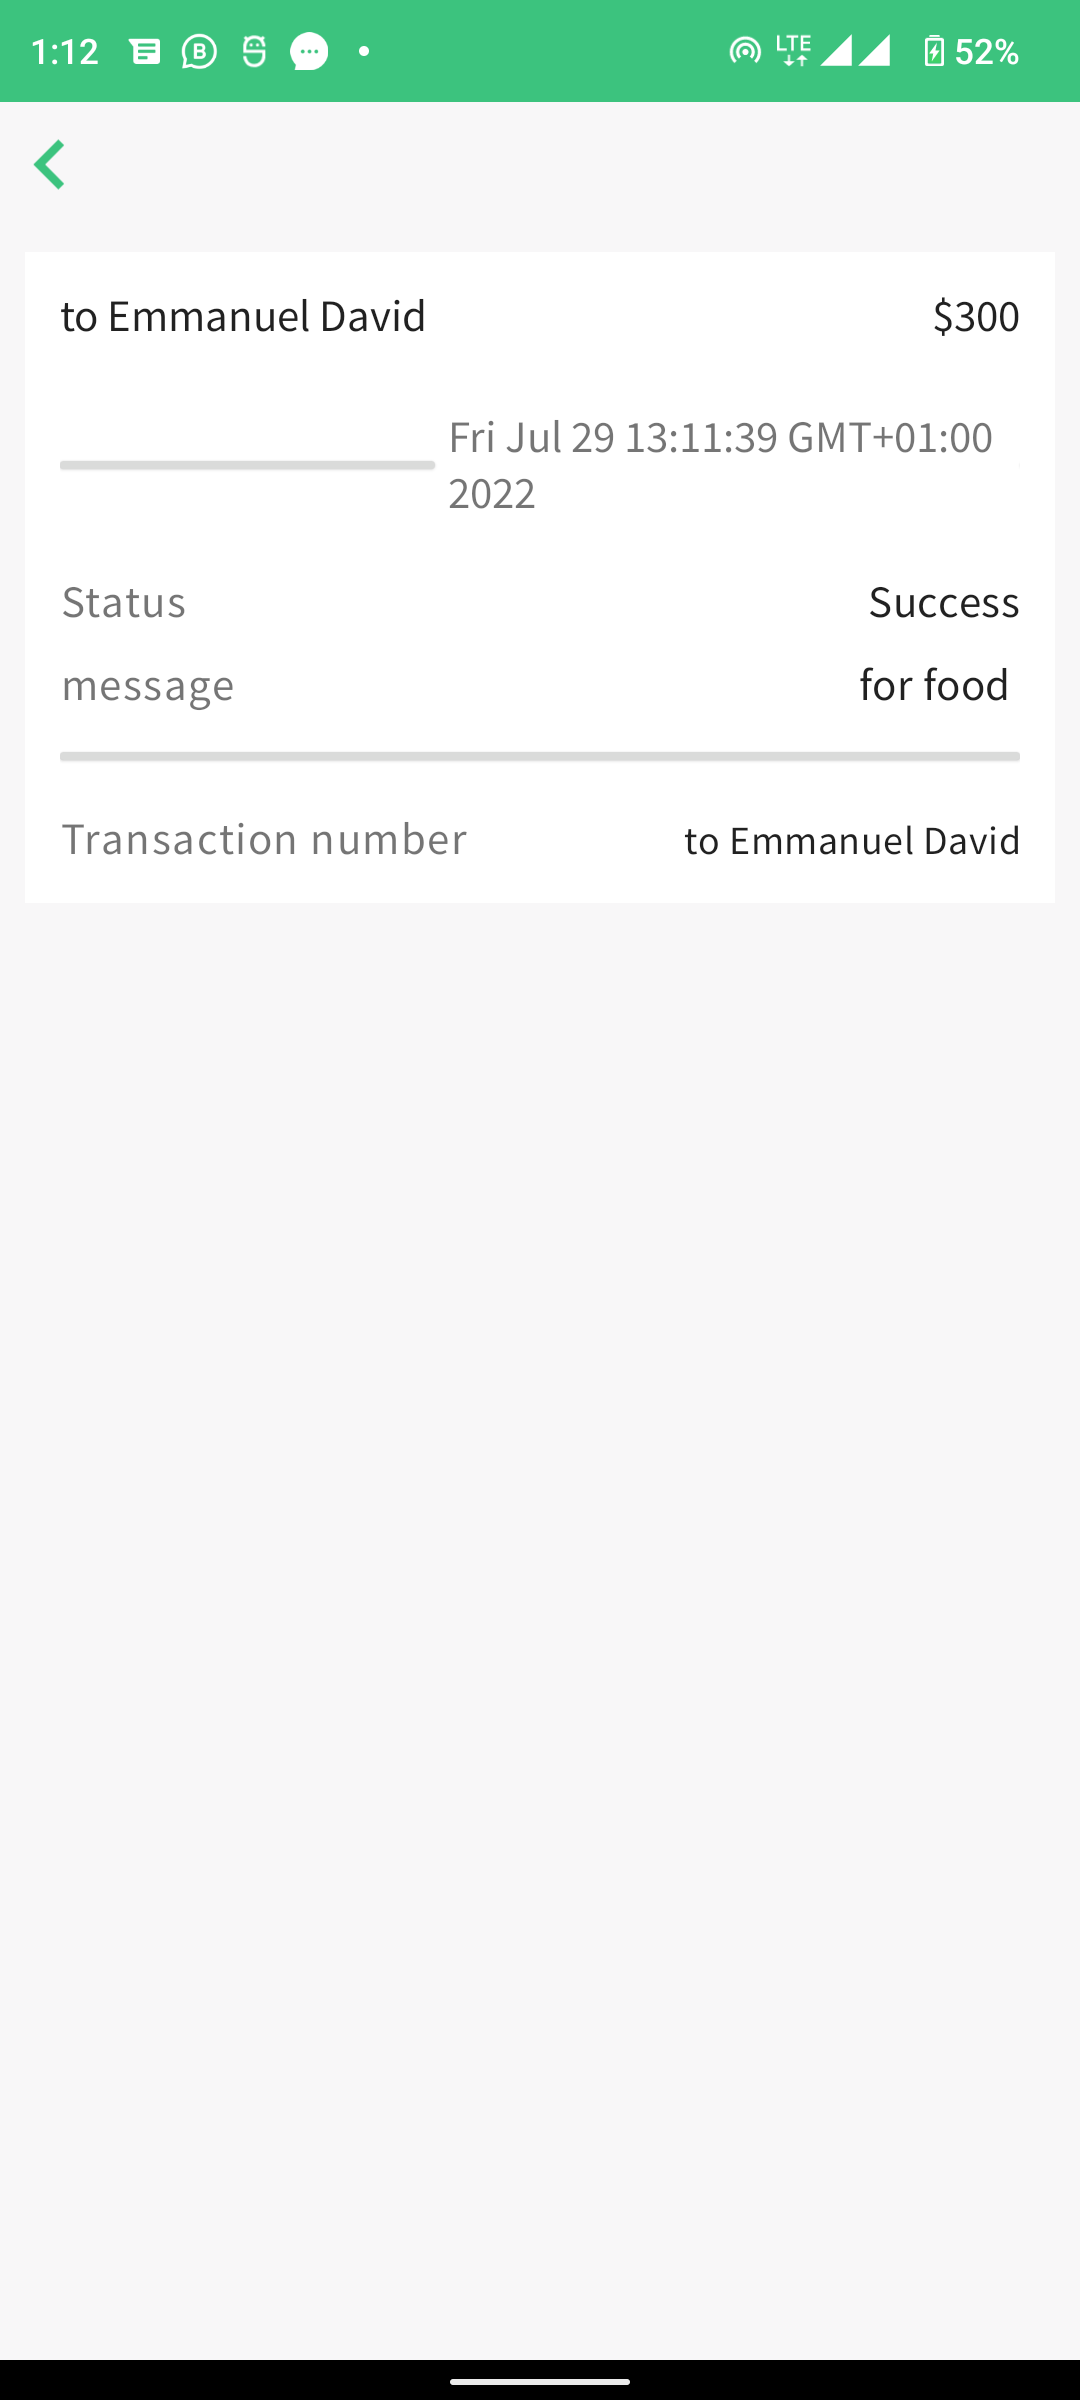 1:12
B
LTE
52%
to Emmanuel David
$300
Fri Jul 29 13:11:39 GMT+01:00
2022
Status
Success
message
for food
Transaction number
to Emmanuel David